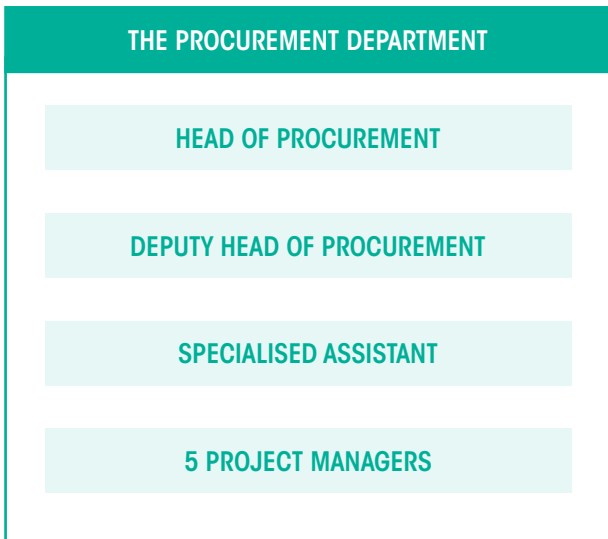 THE PROCUREMENT DEPARTMENT
HEAD OF PROCUREMENT
DEPUTY HEAD OF PROCUREMENT
SPECIALISED ASSISTANT
5 PROJECT MANAGERS